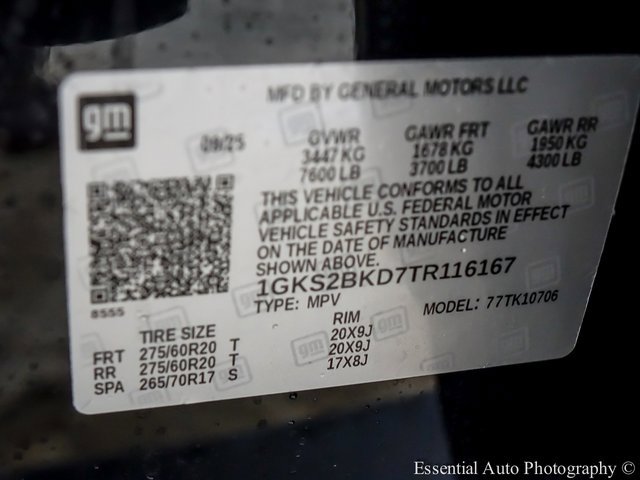 gm
MFD BY GENERAL MOTORS LLC
09/25 GVWR GAWR FRT GAWR RR
3447 KG 1678 KG 1950 KG
7600 LB 3700 LB 4300 LB
THIS VEHICLE CONFORMS TO ALL
APPLICABLE U.S. FEDERAL MOTOR
VEHICLE SAFETY STANDARDS IN EFFECT
ON THE DATE OF MANUFACTURE
SHOWN ABOVE.
1GKS2BKD7TR116167
8555
TYPE: MPV MODEL: 77TK10706
TIRE SIZE RIM
FRT 275/60R20 T 20X9J
RR 275/60R20 T 20X9J
SPA 265/70R17 S 17X8J
Essential Auto Photography ©